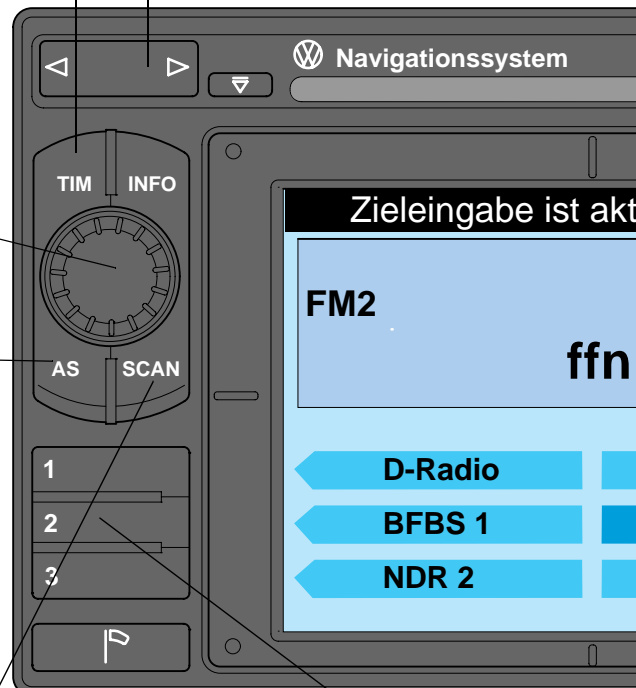 Navigationssystem
TIM INFO
Zieleingabe ist akt
FM2
ffn
AS SCAN
1
D-Radio
2
BFBS 1
3
NDR 2